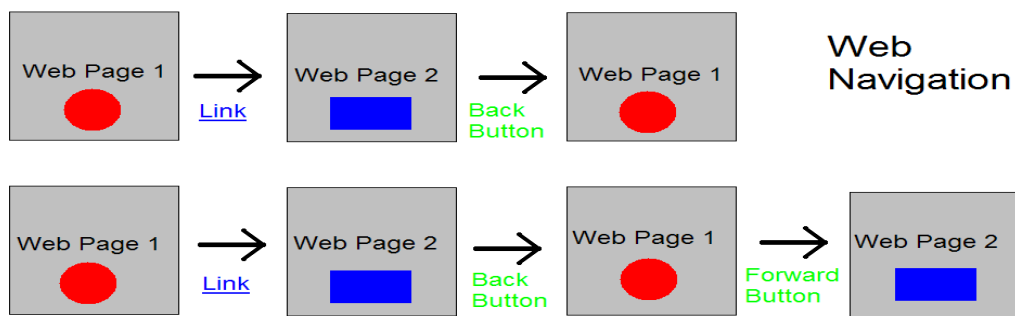 Web Page 1
Link
Web Page 2
Back
Button
Web Page 1
Web
Navigation
Web Page 1
Link
Web Page 2
Back
Button
Web Page 1
Forward
Button
Web Page 2